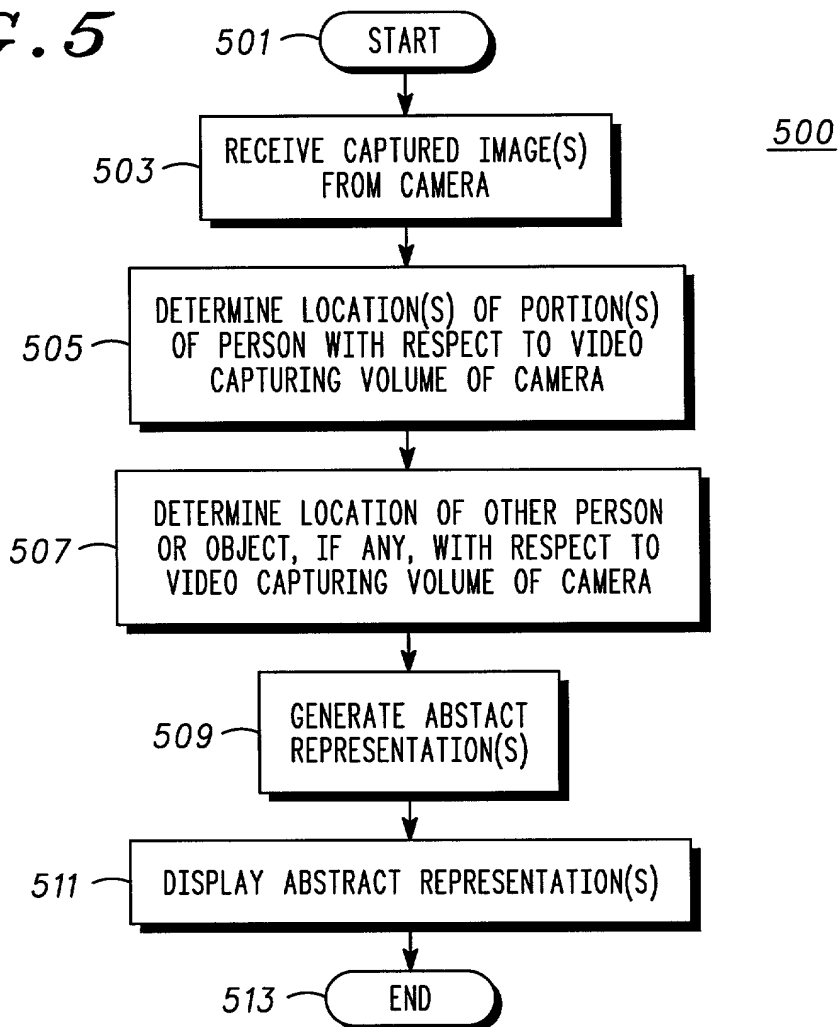 G. 5
501
START
500
503
RECEIVE CAPTURED IMAGE(S)
FROM CAMERA
505
DETERMINE LOCATION(S) OF PORTION(S)
OF PERSON WITH RESPECT TO VIDEO
CAPTURING VOLUME OF CAMERA
507
DETERMINE LOCATION OF OTHER PERSON
OR OBJECT, IF ANY, WITH RESPECT TO
VIDEO CAPTURING VOLUME OF CAMERA
509
GENERATE ABSTACT
REPRESENTATION(S)
511
DISPLAY ABSTRACT REPRESENTATION(S)
513
END